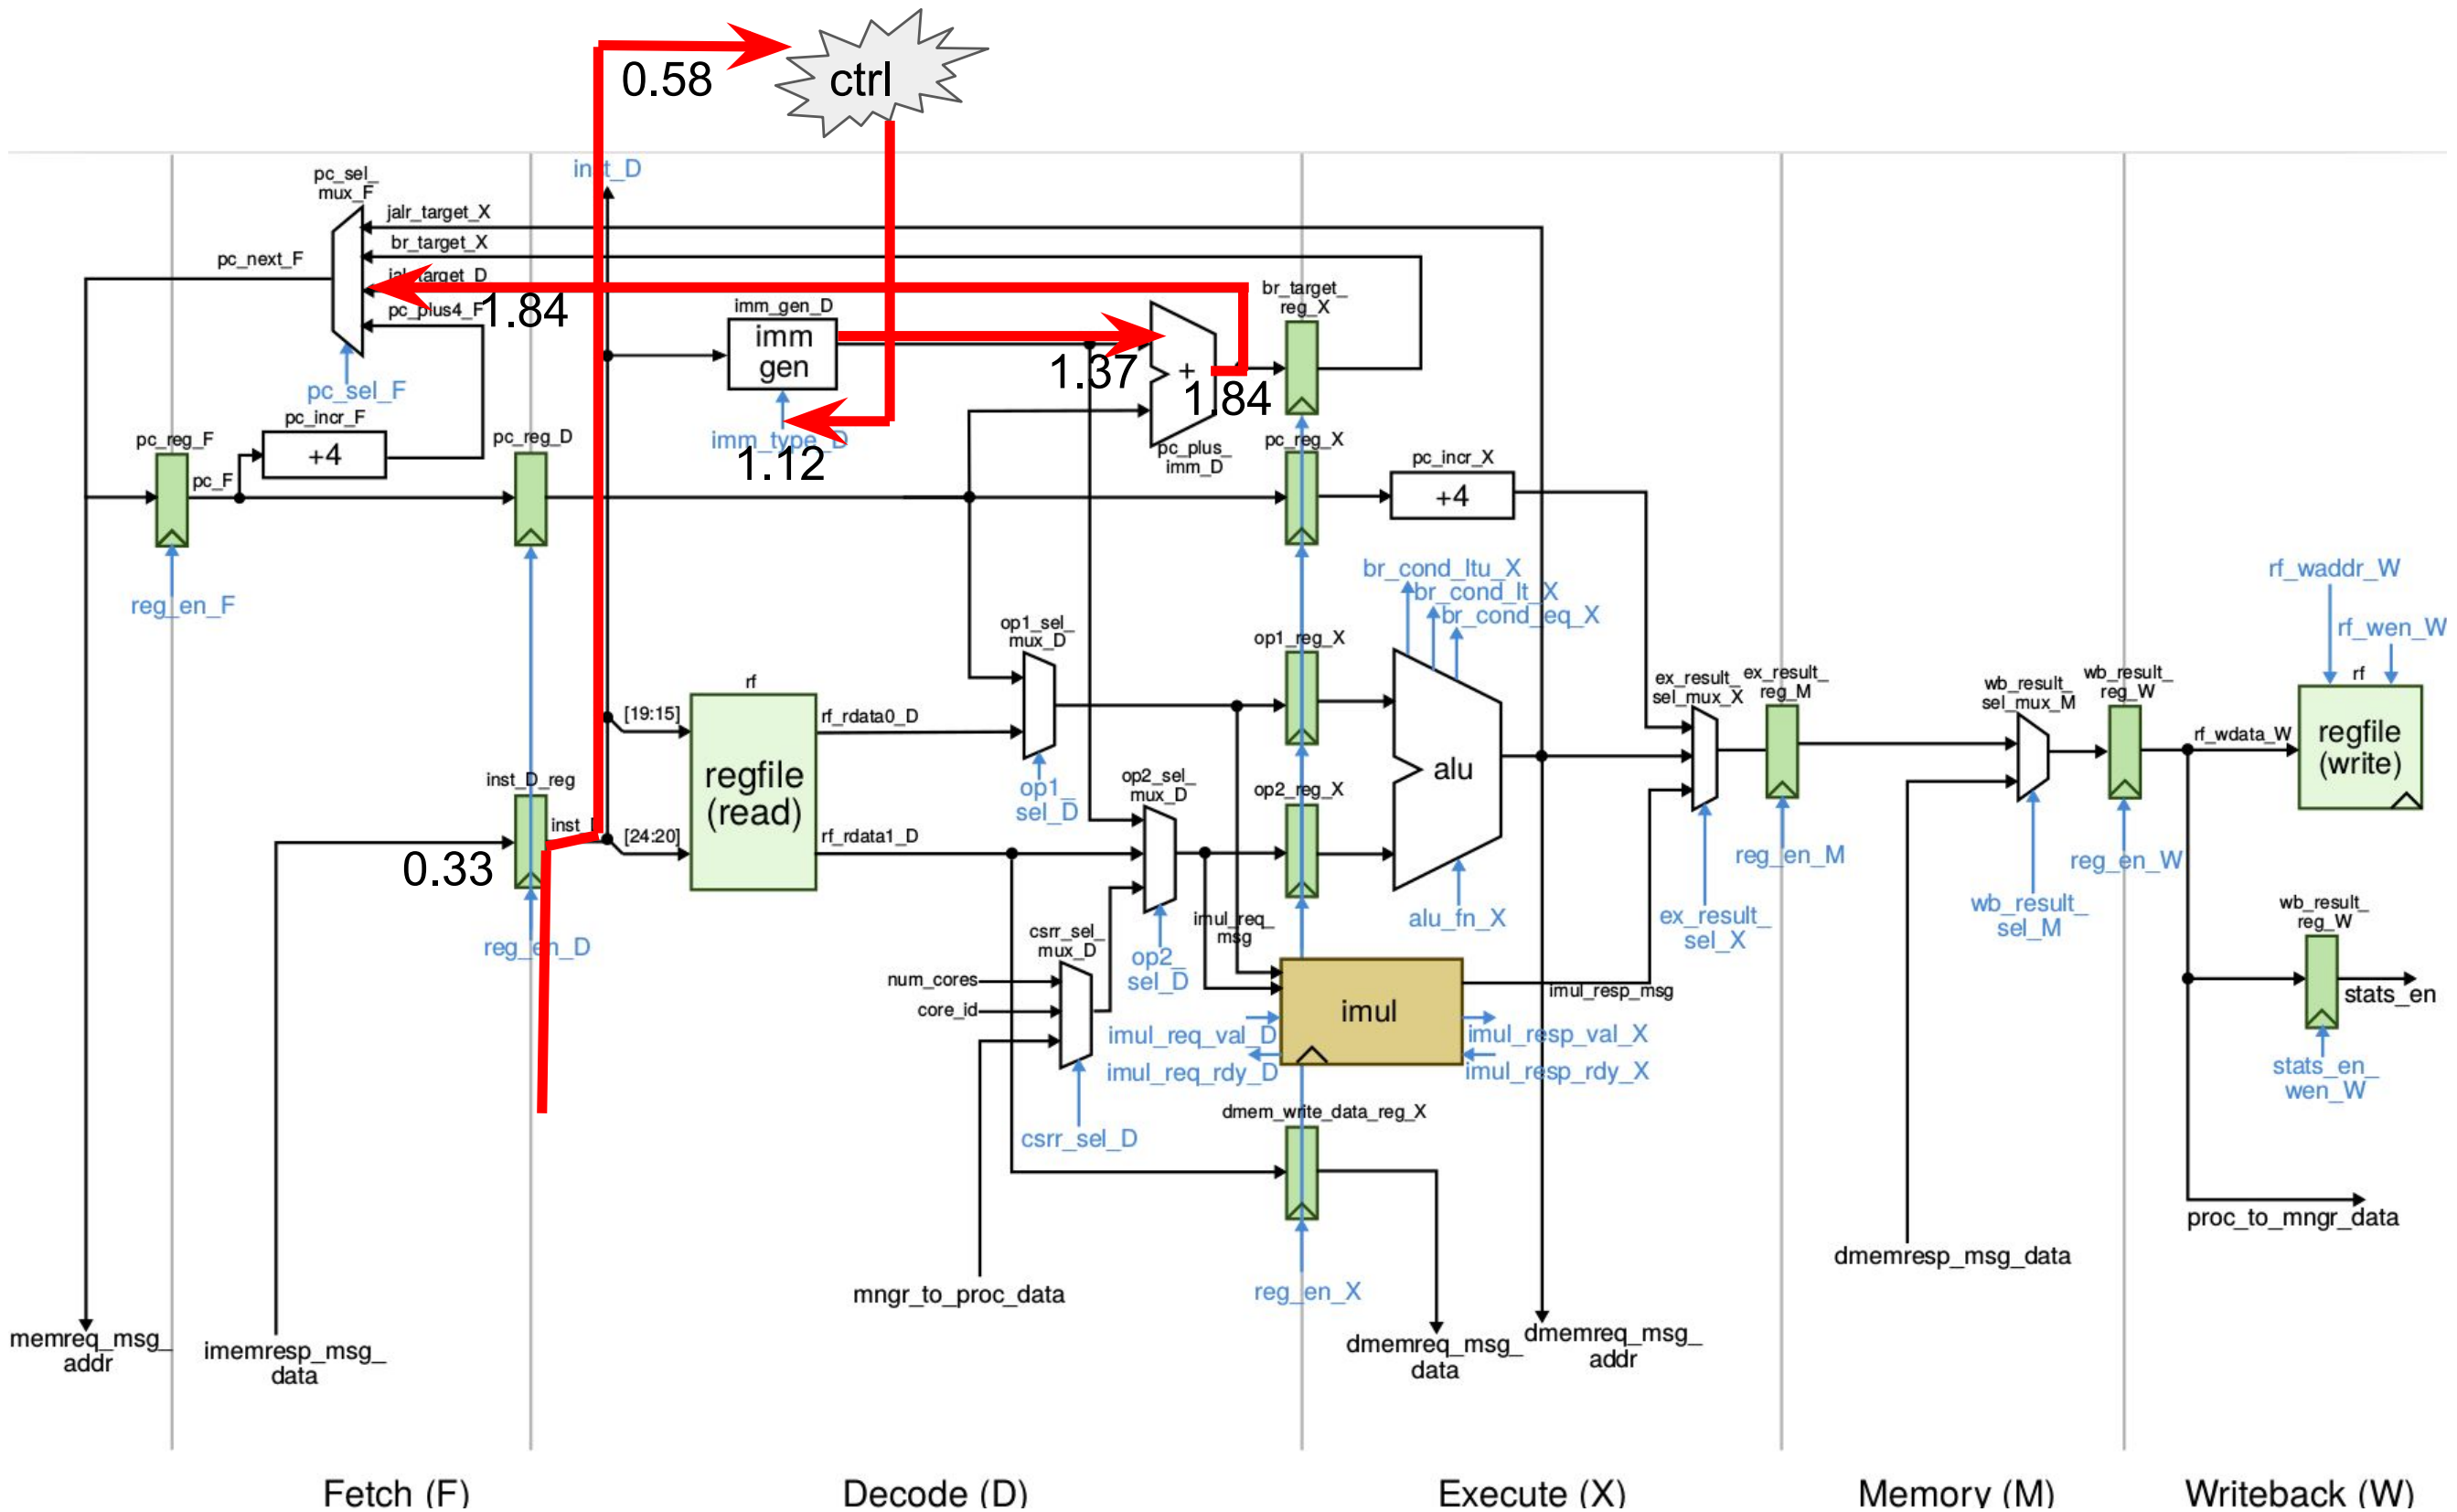 0.58
ctrl
inst_D
pc_sel_
mux_F
jalr_target_X
br_target_X
pc_next_F
jal_target_D
1.84
pc_plus4_F
imm_gen_D
imm
gen
br_target_
reg_X
1.37
+
1.84
pc_sel_F
pc_incr_F
+4
imm_type_D
1.12
pc_plus_
imm_D
pc_reg_F
pc_F
pc_reg_D
pc_reg_X
pc_incr_X
+4
reg_en_F
br_cond_ltu_X
br_cond_lt_X
br_cond_eq_X
rf_waddr_W
rf_wen_W
op1_sel_
mux_D
op1_reg_X
rf
[19:15]
rf_rdata0_D
regfile
(read)
op1_
sel_D
op2_sel_
mux_D
op2_reg_X
alu
ex_result_
sel_mux_X
ex_result_
reg_M
wb_result_
sel_mux_M
wb_result_
reg_W
rf
rf_wdata_W
regfile
(write)
inst_D_reg
inst_D
[24:20]
rf_rdata1_D
0.33
reg_en_D
reg_en_M
reg_en_W
alu_fn_X
ex_result_
sel_X
wb_result_
sel_M
wb_result_
reg_W
csrr_sel_
mux_D
op2_
sel_D
imul_req_
msg
num_cores
core_id
imul
imul_resp_msg
stats_en
imul_req_val_D
imul_req_rdy_D
imul_resp_val_X
imul_resp_rdy_X
stats_en_
wen_W
csrr_sel_D
dmem_write_data_reg_X
mngr_to_proc_data
reg_en_X
proc_to_mngr_data
dmemresp_msg_data
memreq_msg_
addr
imemresp_msg_
data
dmemreq_msg_
data
dmemreq_msg_
addr
Fetch (F)
Decode (D)
Execute (X)
Memory (M)
Writeback (W)